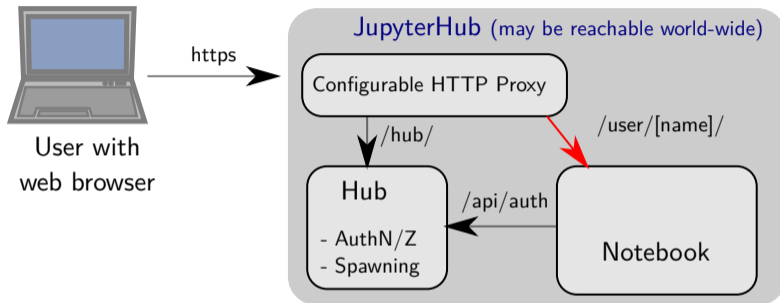 JupyterHub (may be reachable world-wide)
https
Configurable HTTP Proxy
/hub/
/user/[name]/
User with
web browser
Hub
- AuthN/Z
- Spawning
/api/auth
Notebook